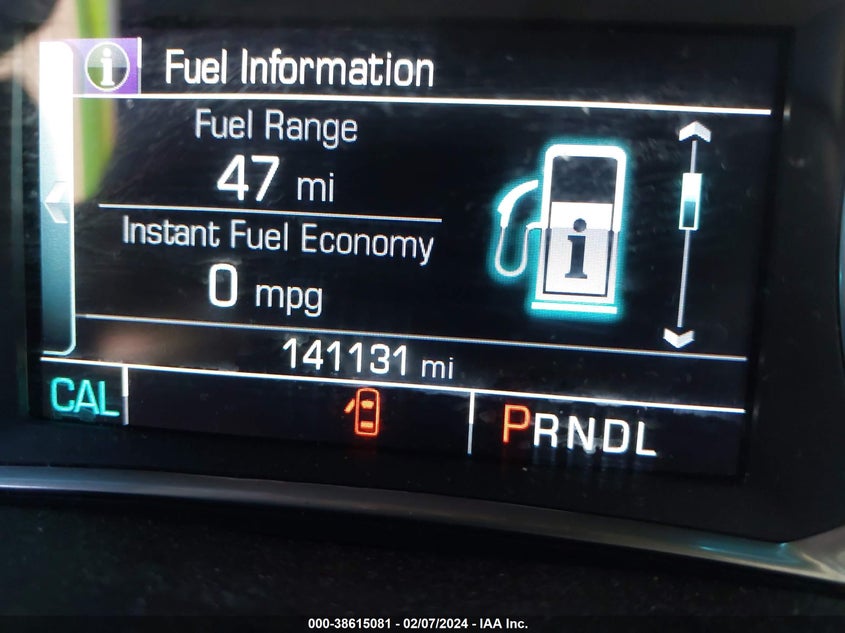 i Fuel Information
Fuel Range
47 mi
Instant Fuel Economy
0 mpg
i
141131 mi
CAL
PRNDL
000-38615081 - 02/07/2024 - IAA Inc.